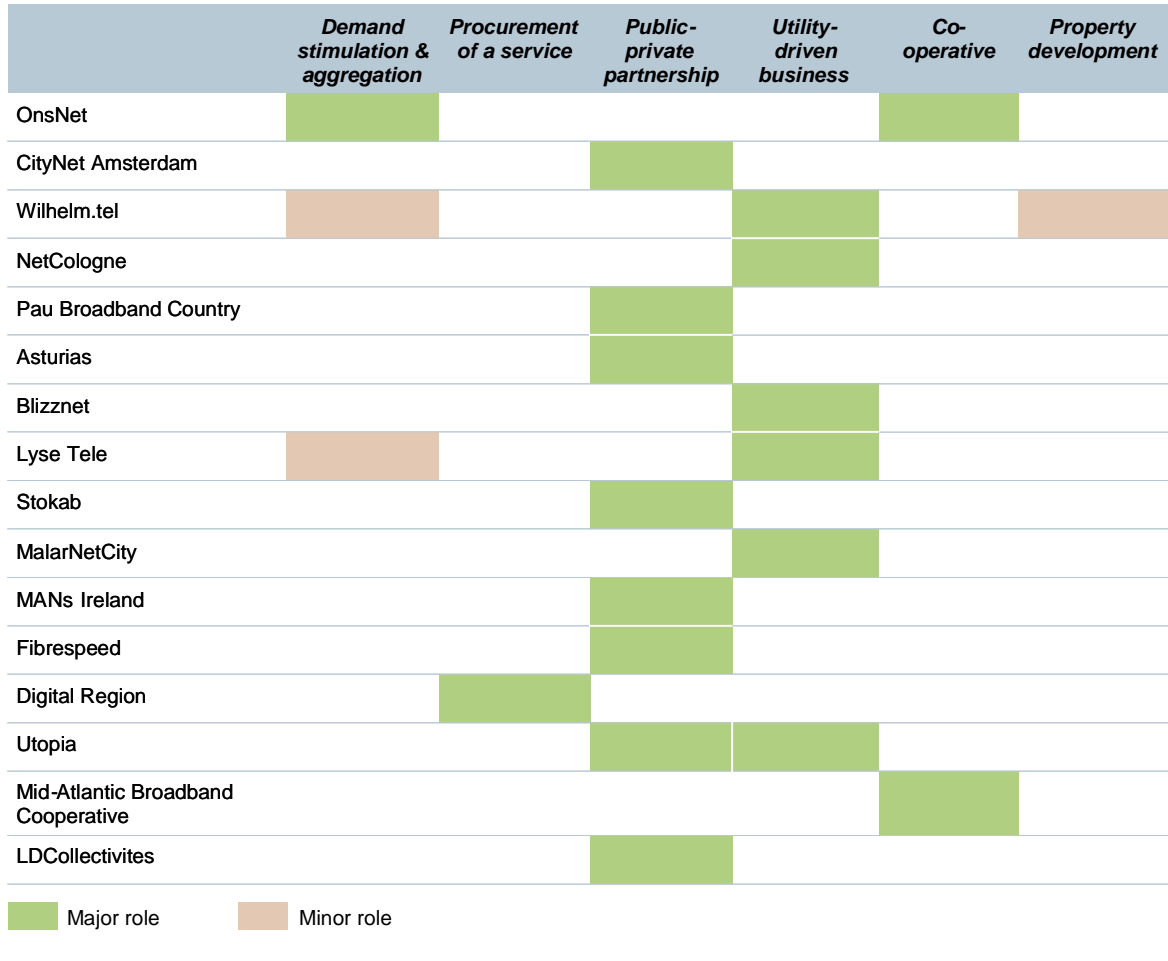 Demand
stimulation &
aggregation
Procurement
of a service
Public-
private
partnership
Utility-
driven
business
Co-
operative
Property
development
OnsNet
CityNet Amsterdam
Wilhelm.tel
NetCologne
Pau Broadband Country
Asturias
Blizznet
Lyse Tele
Stokab
MalarNetCity
MANs Ireland
Fibrespeed
Digital Region
Utopia
Mid-Atlantic Broadband
Cooperative
LDCollectivites
Major role
Minor role